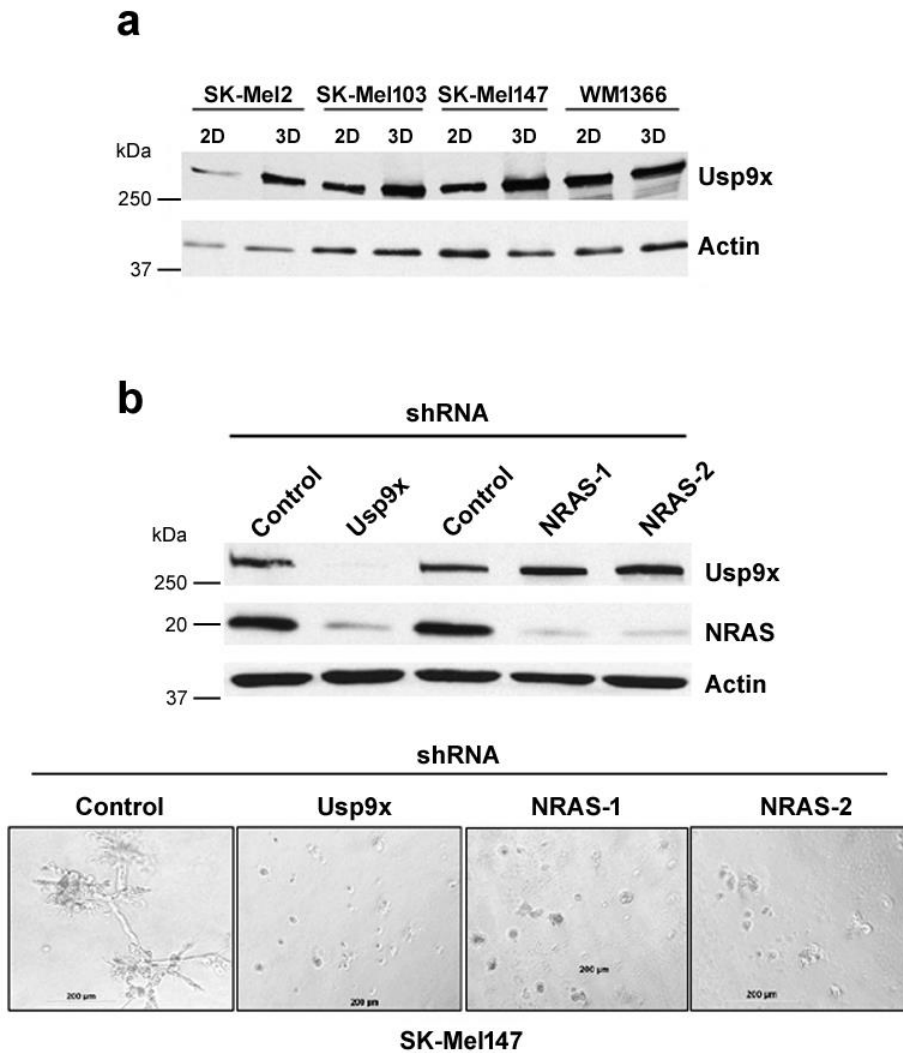 a
SK-Mel2 SK-Mel103 SK-Mel147 WM1366
2D 3D 2D 3D 2D 3D 2D 3D
kDa
Usp9x
250
Actin
37
b
shRNA
Control Usp9x Control NRAS-1 NRAS-2
kDa
Usp9x
250
20
NRAS
Actin
37
shRNA
Control Usp9x NRAS-1 NRAS-2
200 µm 200 µm 200 µm 200 µm
SK-Mel147